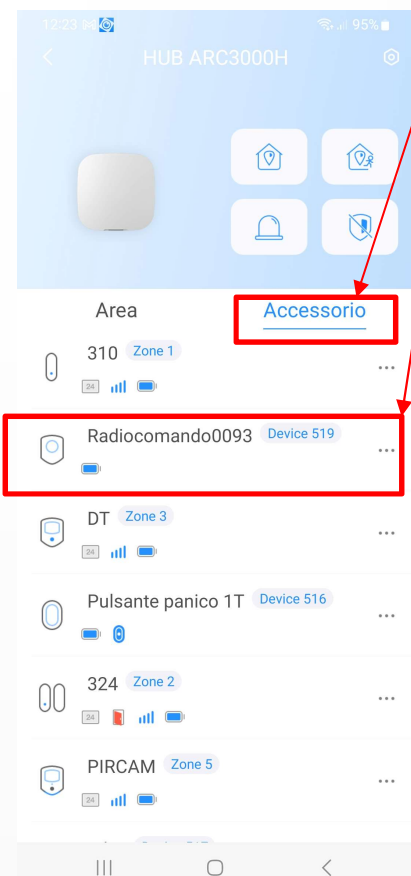 12:23
95%
HUB ARC3000H
Area
Accessorio
310 Zone 1
24
Radiocomando0093 Device 519
DT Zone 3
24
Pulsante panico 1T Device 516
324 Zone 2
24
PIRCAM Zone 5
24